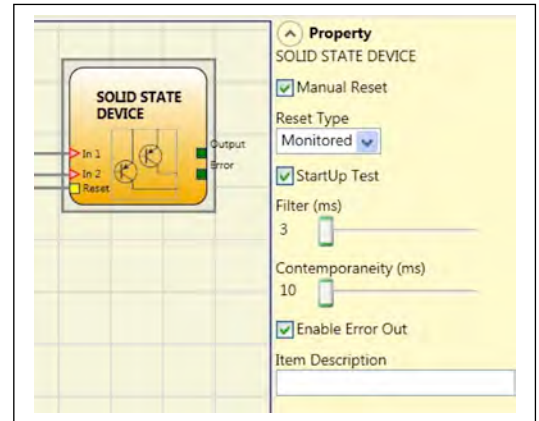 SOLID STATE
DEVICE
In 1
In 2
Reset
Output
Error
Property
SOLID STATE DEVICE
Manual Reset
Reset Type
Monitored
StartUp Test
Filter (ms)
3
Contemporaneity (ms)
10
Enable Error Out
Item Description